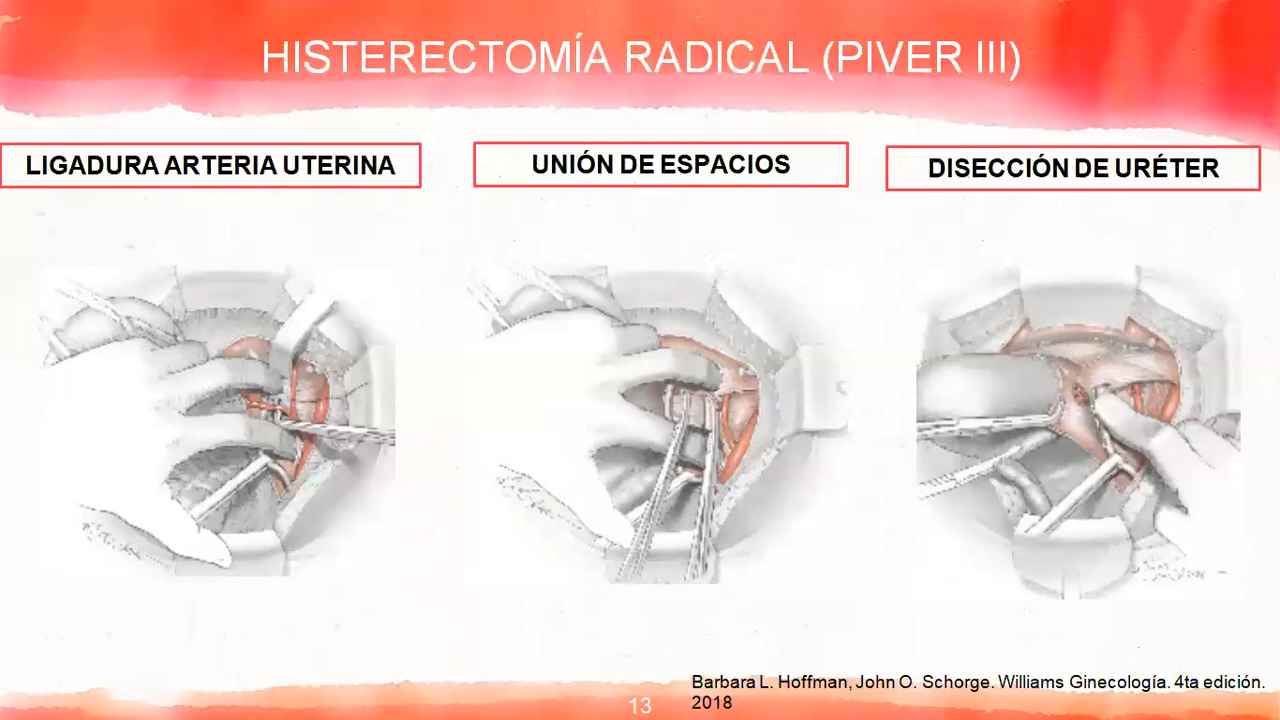 HISTERECTOMÍA RADICAL (PIVER III)
LIGADURA ARTERIA UTERINA
UNIÓN DE ESPACIOS
DISECCIÓN DE URÉTER
Barbara L. Hoffman, John O. Schorge. Williams Ginecología. 4ta edición.
2018
13